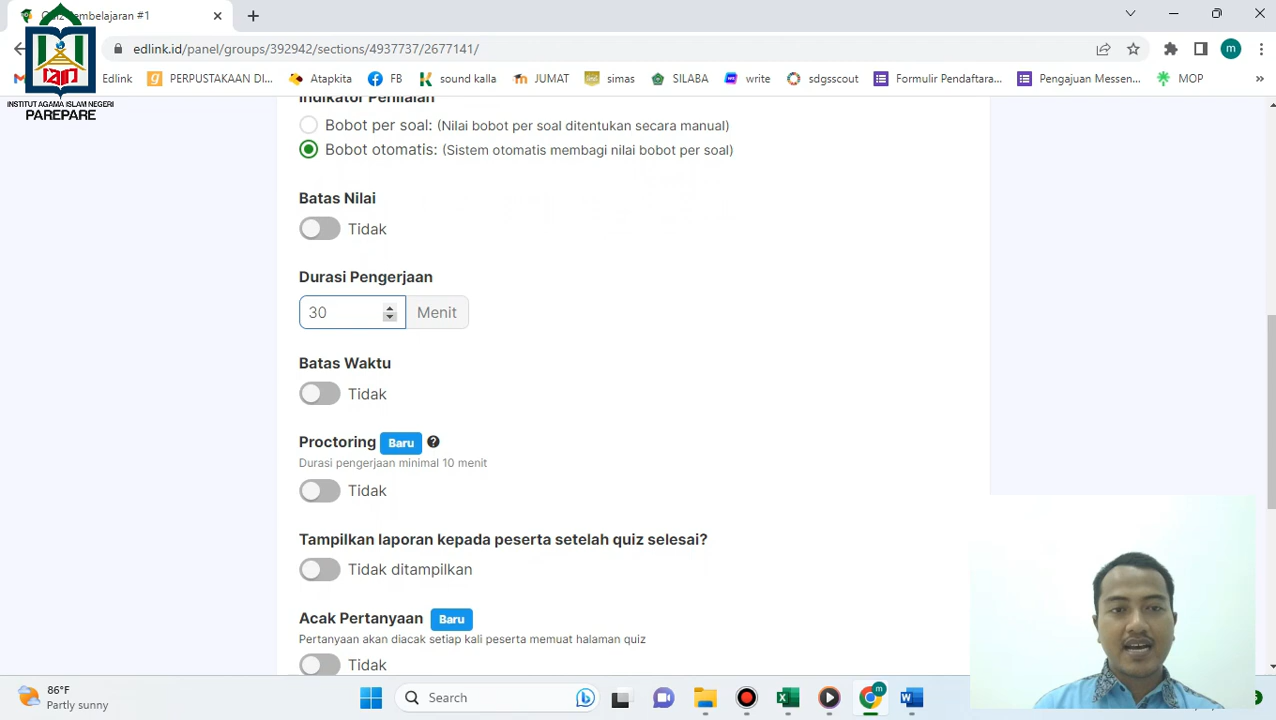 Quiz Pembelajaran #1
edlink.id/panel/groups/392942/sections/4937737/2677141/
m
Edlink
PERPUSTAKAAN DI...
Atapkita
FB
sound kalla
JUMAT
simas
SILABA
write
sdgsscout
Formulir Pendaftara...
Pengajuan Messen...
MOP
INSTITUT AGAMA ISLAM NEGERI
PAREPARE
Indikator Penilaian
Bobot per soal: (Nilai bobot per soal ditentukan secara manual)
Bobot otomatis: (Sistem otomatis membagi nilai bobot per soal)
Batas Nilai
Tidak
Durasi Pengerjaan
30 Menit
Batas Waktu
Tidak
Proctoring Baru
Durasi pengerjaan minimal 10 menit
Tidak
Tampilkan laporan kepada peserta setelah quiz selesai?
Tidak ditampilkan
Acak Pertanyaan Baru
Pertanyaan akan diacak setiap kali peserta memuat halaman quiz
Tidak
86°F
Partly sunny
Search